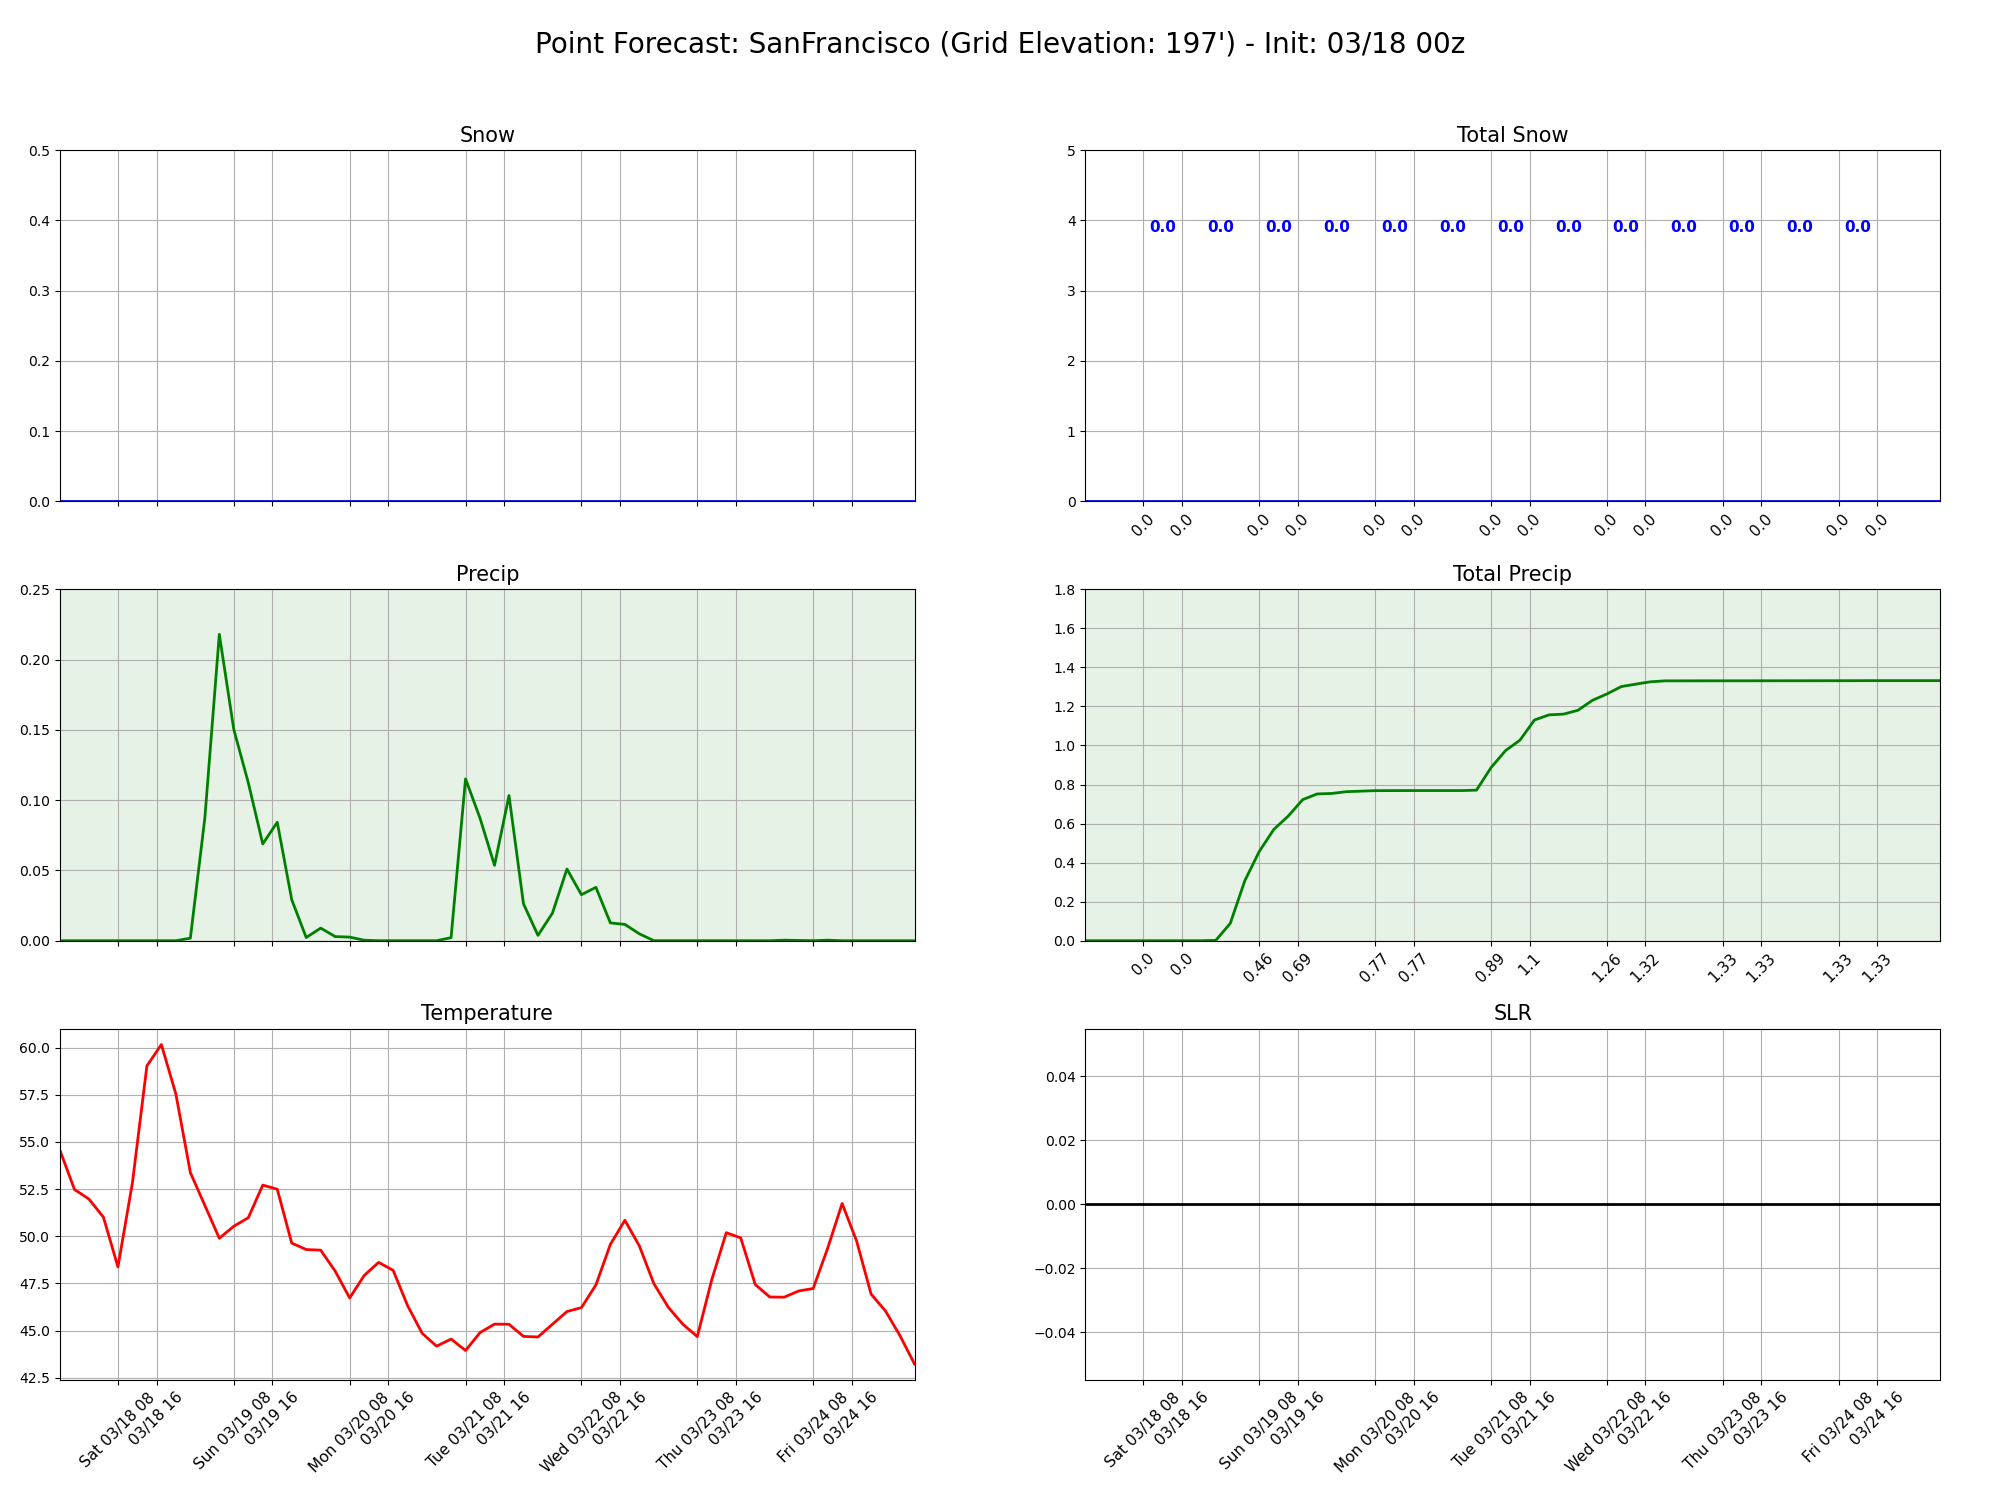 Point Forecast: SanFrancisco (Grid Elevation: 197') - Init: 03/18 00z
Snow
0.5
0.4
0.3
0.2
0.1
0.0
Total Snow
5
4
3
2
1
0
0.0 0.0 0.0 0.0 0.0 0.0 0.0 0.0 0.0 0.0 0.0 0.0 0.0
0.0 0.0 0.0 0.0 0.0 0.0 0.0 0.0 0.0 0.0 0.0 0.0 0.0 0.0
Precip
0.25
0.20
0.15
0.10
0.05
0.00
Total Precip
1.8
1.6
1.4
1.2
1.0
0.8
0.6
0.4
0.2
0.0
0.0 0.0 0.46 0.69 0.77 0.77 0.89 1.1 1.26 1.32 1.33 1.33 1.33 1.33
Temperature
60.0
57.5
55.0
52.5
50.0
47.5
45.0
42.5
Sat 03/18 08
03/18 16
Sun 03/19 08
03/19 16
Mon 03/20 08
03/20 16
Tue 03/21 08
03/21 16
Wed 03/22 08
03/22 16
Thu 03/23 08
03/23 16
Fri 03/24 08
03/24 16
SLR
0.04
0.02
0.00
−0.02
−0.04
Sat 03/18 08
03/18 16
Sun 03/19 08
03/19 16
Mon 03/20 08
03/20 16
Tue 03/21 08
03/21 16
Wed 03/22 08
03/22 16
Thu 03/23 08
03/23 16
Fri 03/24 08
03/24 16